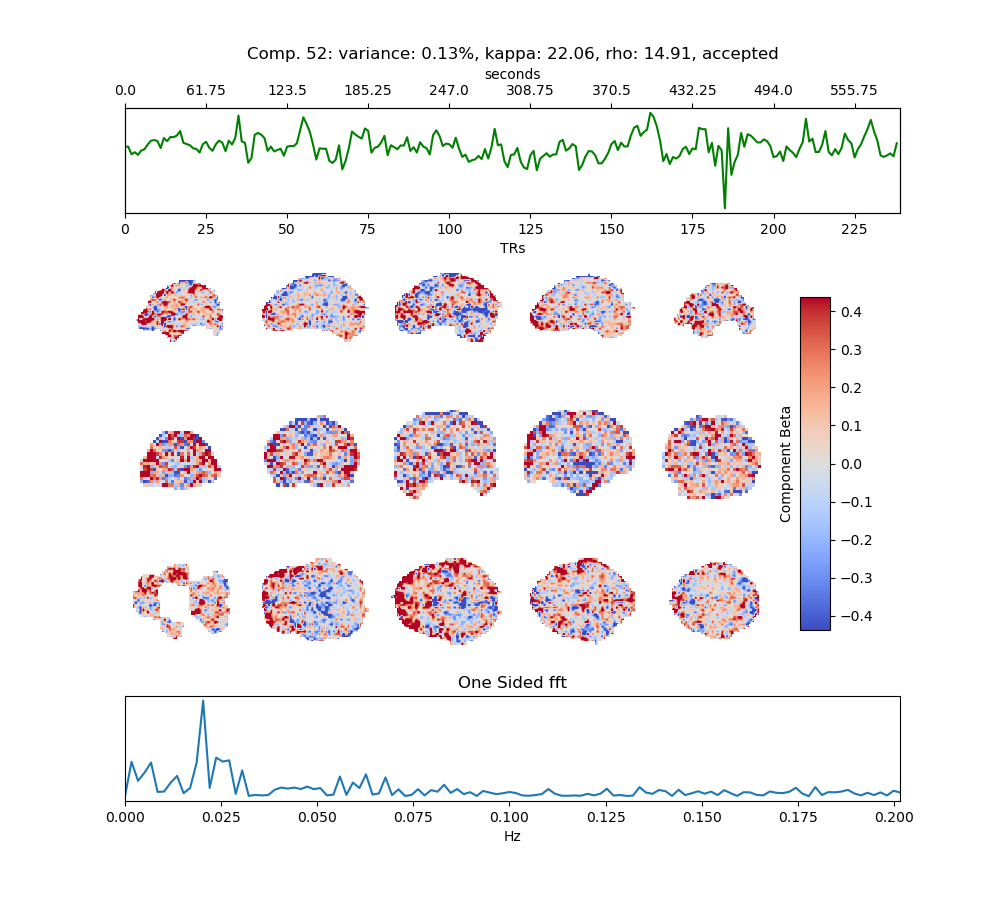 Comp. 52: variance: 0.13%, kappa: 22.06, rho: 14.91, accepted
seconds
0.0 61.75 123.5 185.25 247.0 308.75 370.5 432.25 494.0 555.75
0 25 50 75 100 125 150 175 200 225
TRs
0.4
0.3
0.2
0.1
0.0
−0.1
−0.2
−0.3
−0.4
Component Beta
One Sided fft
0.000 0.025 0.050 0.075 0.100 0.125 0.150 0.175 0.200
Hz